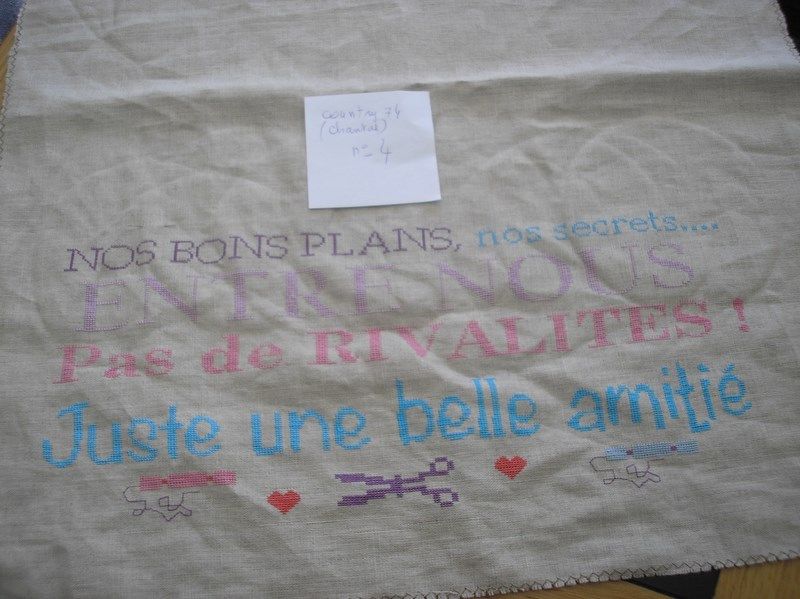 country 74
(chantal)
n° 4
NOS BONS PLANS, nos secrets....
ENTRE NOUS
Pas de RIVALITES !
Juste une belle amitié